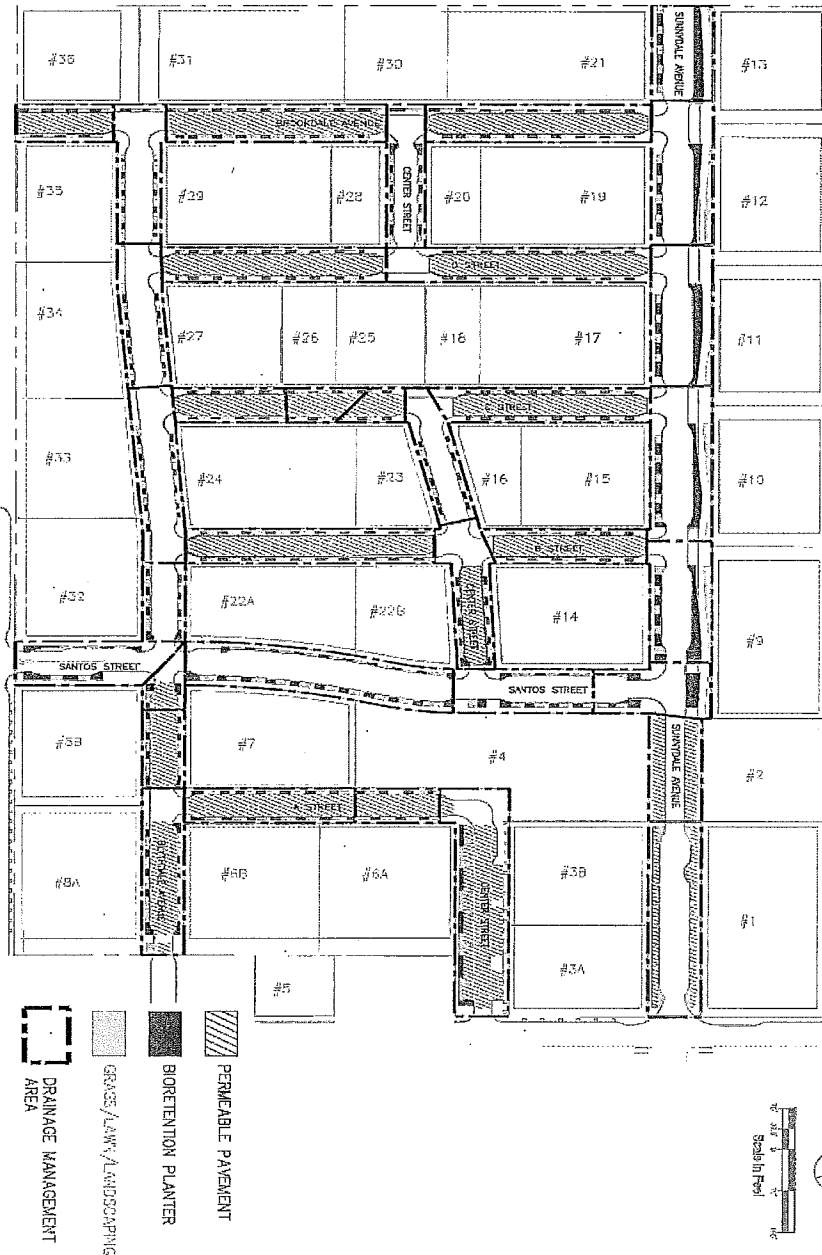 #36
#31
#30
#21
SUNNYDALE AVENUE
#13
BROOKDALE AVENUE
#35
#29
#28
CENTER STREET
#20
#19
#12
#34
#27
#26
#25
#18
#17
#11
C STREET
#33
#24
#23
#16
#15
#10
B STREET
#32
#22A
#22B
CENTER STREET
#14
#9
SANTOS STREET
SANTOS STREET
#7
#4
SUNNYDALE AVENUE
#2
A STREET
#8A
#6B
#6A
CENTER STREET
#3B
#1
#3A
#5
PERMEABLE PAVEMENT
BIORETENTION PLANTER
GRASS/LAWN/LANDSCAPING
DRAINAGE MANAGEMENT
AREA
Scale In Feet